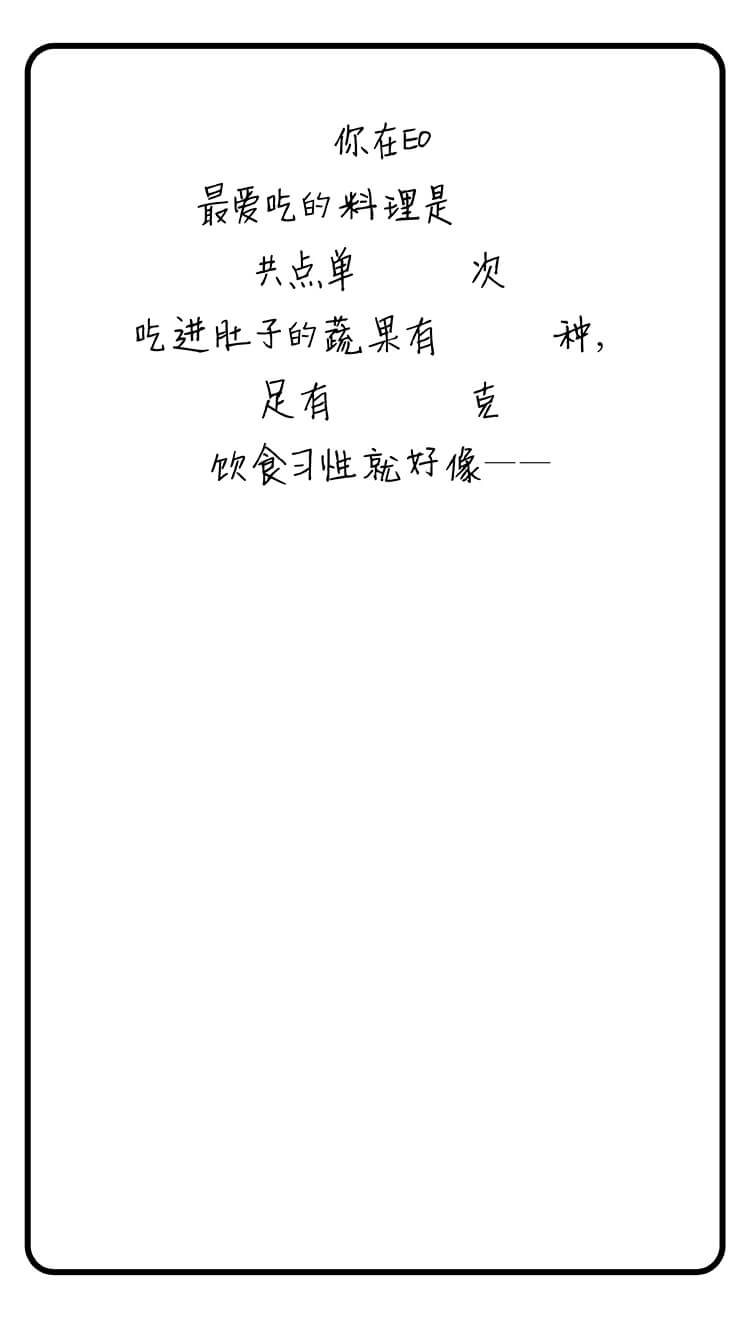 你在EO
最爱吃的料理是
共点单 次
吃进肚子的蔬果有 种,
足有 克
饮食习性就好像——